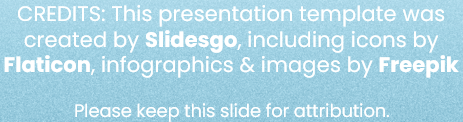 CREDITS: This presentation template was
created by Slidesgo, including icons by
Flaticon, infographics & images by Freepik
Please keep this slide for attribution.